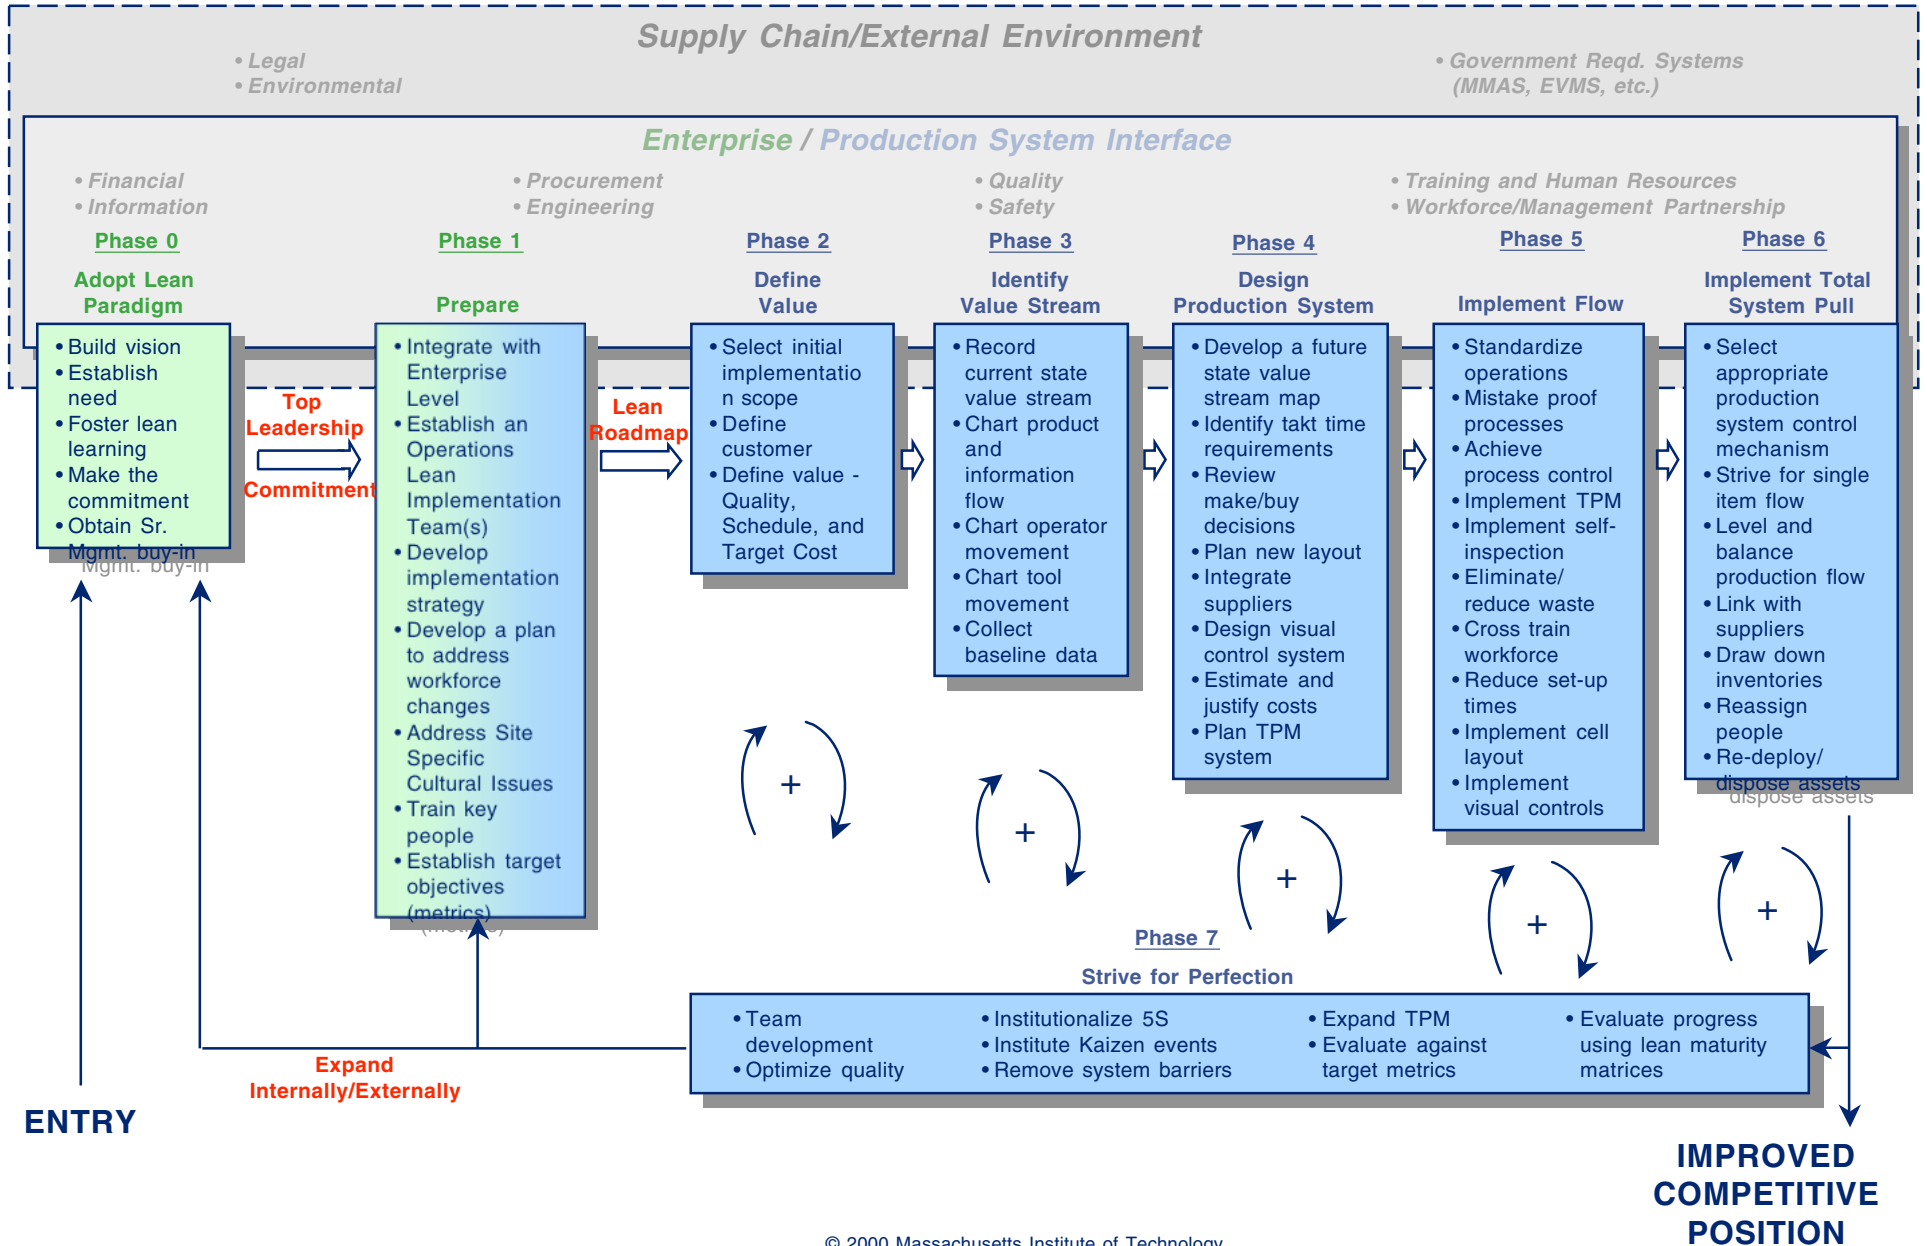 Supply Chain/External Environment
• Legal
• Environmental
• Government Reqd. Systems
(MMAS, EVMS, etc.)
Enterprise / Production System Interface
• Financial
• Information
• Procurement
• Engineering
• Quality
• Safety
• Training and Human Resources
• Workforce/Management Partnership
Phase 0
Adopt Lean
Paradigm
• Build vision
• Establish
need
• Foster lean
learning
• Make the
commitment
• Obtain Sr.
Mgmt. buy-in
Top
Leadership
Commitment
Phase 1
Prepare
• Integrate with
Enterprise
Level
• Establish an
Operations
Lean
Implementation
Team(s)
• Develop
implementation
strategy
• Develop a plan
to address
workforce
changes
• Address Site
Specific
Cultural Issues
• Train key
people
• Establish target
objectives
(metrics)
Lean
Roadmap
Phase 2
Define
Value
• Select initial
implementatio
n scope
• Define
customer
• Define value -
Quality,
Schedule, and
Target Cost
Phase 3
Identify
Value Stream
• Record
current state
value stream
• Chart product
and
information
flow
• Chart operator
movement
• Chart tool
movement
• Collect
baseline data
Phase 4
Design
Production System
• Develop a future
state value
stream map
• Identify takt time
requirements
• Review
make/buy
decisions
• Plan new layout
• Integrate
suppliers
• Design visual
control system
• Estimate and
justify costs
• Plan TPM
system
Phase 5
Implement Flow
• Standardize
operations
• Mistake proof
processes
• Achieve
process control
• Implement TPM
• Implement self-
inspection
• Eliminate/
reduce waste
• Cross train
workforce
• Reduce set-up
times
• Implement cell
layout
• Implement
visual controls
Phase 6
Implement Total
System Pull
• Select
appropriate
production
system control
mechanism
• Strive for single
item flow
• Level and
balance
production flow
• Link with
suppliers
• Draw down
inventories
• Reassign
people
• Re-deploy/
dispose assets
+
+
+
+
+
Phase 7
Strive for Perfection
• Team
development
• Optimize quality
• Institutionalize 5S
• Institute Kaizen events
• Remove system barriers
• Expand TPM
• Evaluate against
target metrics
• Evaluate progress
using lean maturity
matrices
Expand
Internally/Externally
ENTRY
IMPROVED
COMPETITIVE
POSITION
© 2000 Massachusetts Institute of Technology